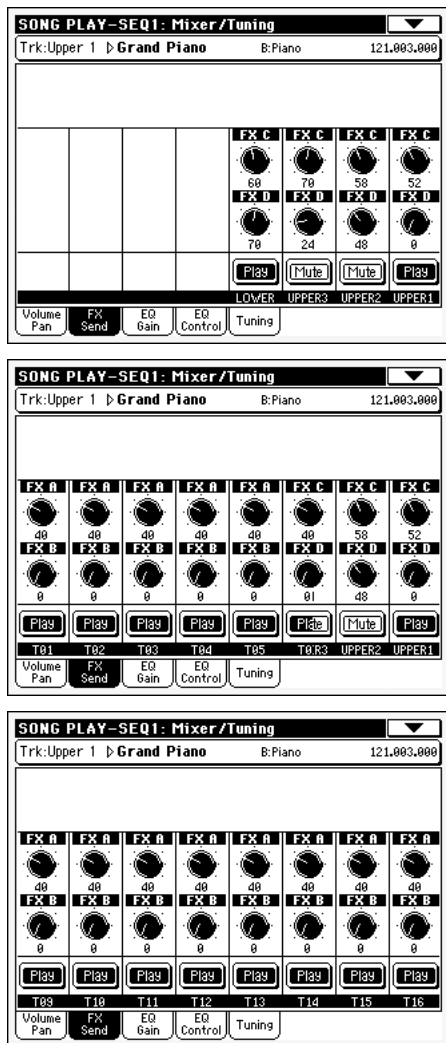 SONG PLAY-SEQ1: Mixer/Tuning
Trk:Upper 1 ▷Grand Piano B:Piano 121.003.000
FX C FX C FX C FX C
60 70 58 52
FX D FX D FX D FX D
70 24 48 0
Play Mute Mute Play
LOWER UPPER3 UPPER2 UPPER1
Volume Pan FX Send EQ Gain EQ Control Tuning
SONG PLAY-SEQ1: Mixer/Tuning
Trk:Upper 1 ▷Grand Piano B:Piano 121.003.000
FX A FX A FX A FX A FX A FX C FX C FX C
40 40 40 40 40 40 58 52
FX B FX B FX B FX B FX B FX D FX D FX D
0 0 0 0 0 48 0
Play Play Play Play Play Mute Play
T01 T02 T03 T04 T05 UPPER2 UPPER1
Volume Pan FX Send EQ Gain EQ Control Tuning
SONG PLAY-SEQ1: Mixer/Tuning
Trk:Upper 1 ▷Grand Piano B:Piano 121.003.000
FX A FX A FX A FX A FX A FX A FX A FX A
40 40 40 40 40 40 40 40
FX B FX B FX B FX B FX B FX B FX B FX B
0 0 0 0 0 0 0 0
Play Play Play Play Play Play Play Play
T09 T10 T11 T12 T13 T14 T15 T16
Volume Pan FX Send EQ Gain EQ Control Tuning